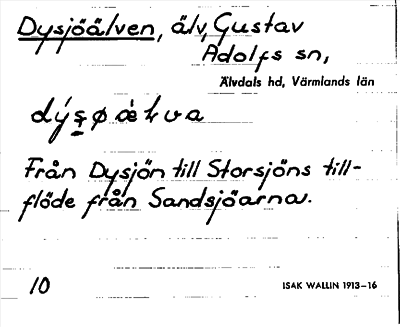 Dysjöälven, älv, Gustav
Adolfs sn,
Älvdals hd, Värmlands län
Från Dysjön till Storsjöns till-
flöde från Sandsjöarna.
10
ISAK WALLIN 1913–16